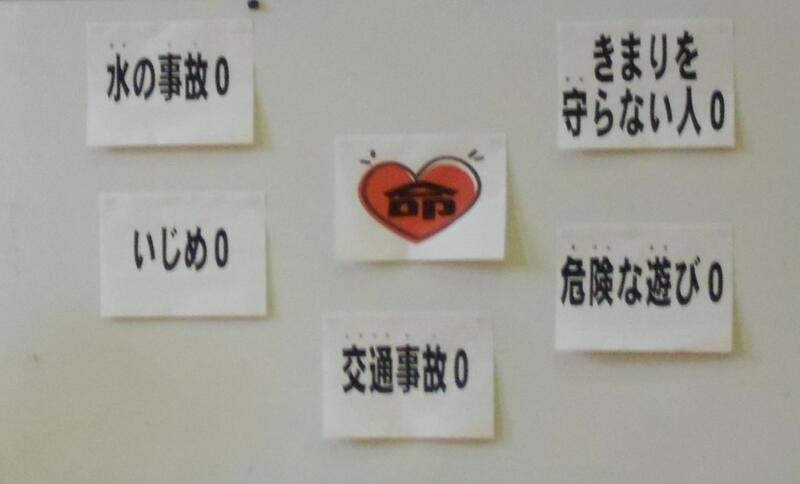 水の事故0
きまりを
守らない人0
命
いじめ0
危険な遊び0
交通事故0